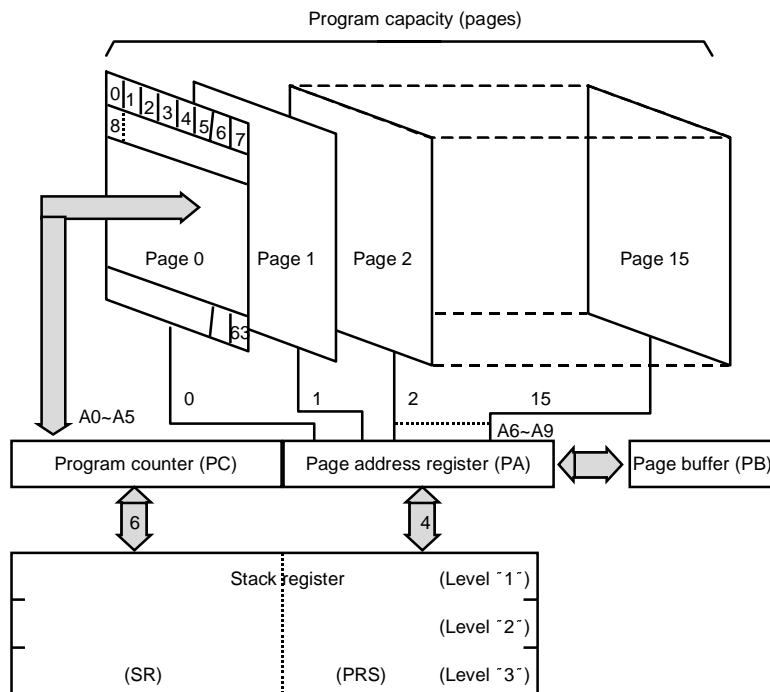 Program capacity (pages)
0 1 2 3 4 5 6 7
8
Page 0
Page 1
Page 2
Page 15
63
0
1
2
15
A0~A5
A6~A9
Program counter (PC)
Page address register (PA)
Page buffer (PB)
6
4
Stack register
(Level ˝1˝)
(Level ˝2˝)
(SR)
(PRS)
(Level ˝3˝)